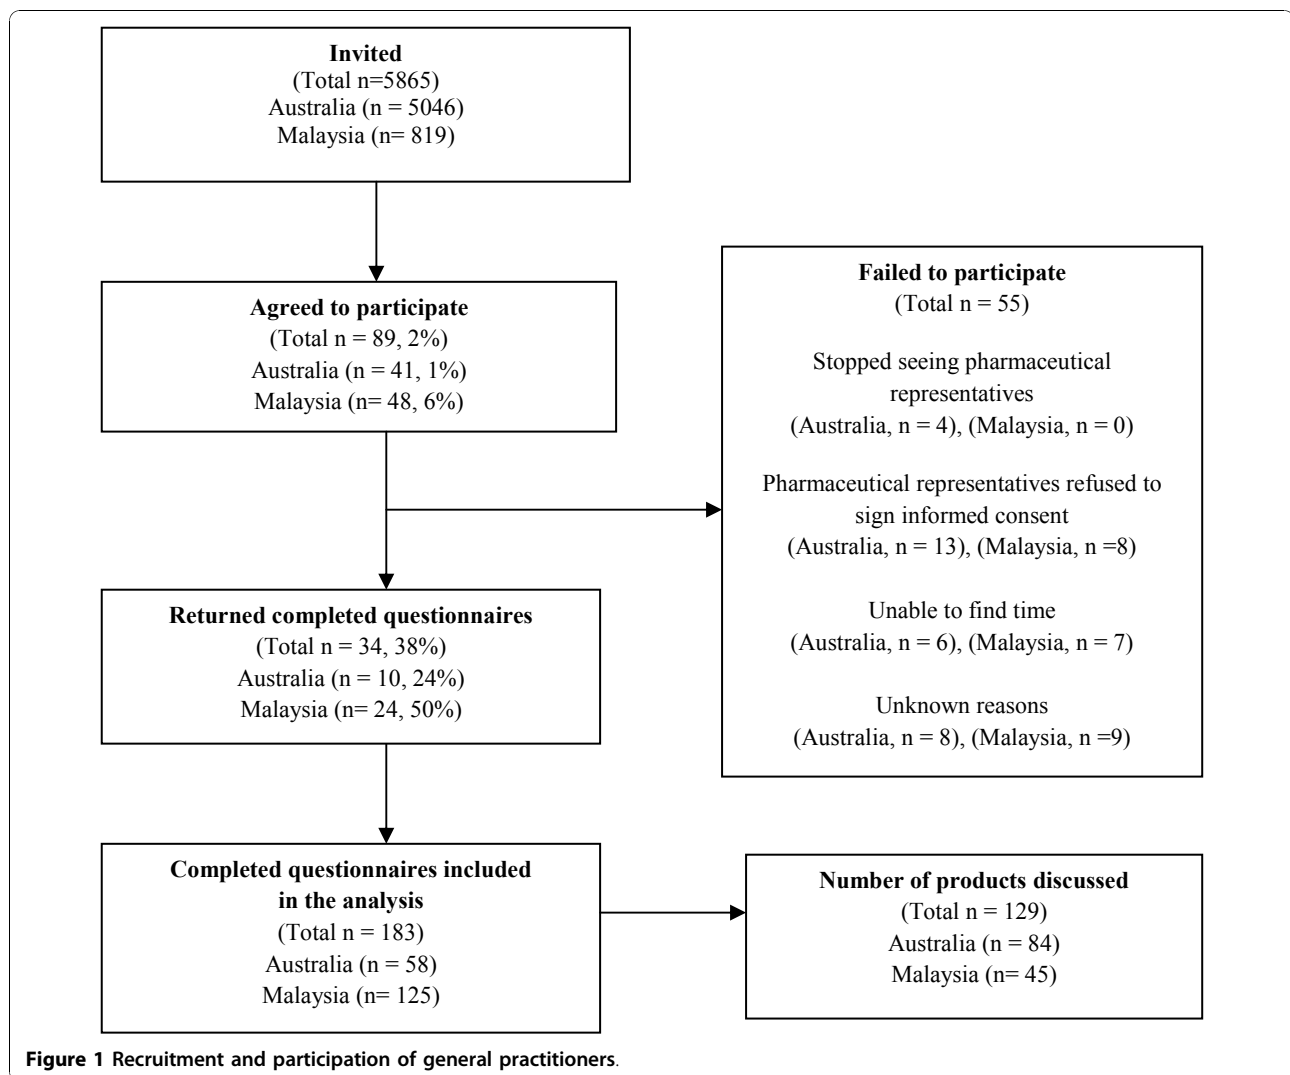 Invited
(Total n=5865)
Australia (n = 5046)
Malaysia (n= 819)
Agreed to participate
(Total n = 89, 2%)
Australia (n = 41, 1%)
Malaysia (n= 48, 6%)
Failed to participate
(Total n = 55)
Stopped seeing pharmaceutical
representatives
(Australia, n = 4), (Malaysia, n = 0)
Pharmaceutical representatives refused to
sign informed consent
(Australia, n = 13), (Malaysia, n =8)
Unable to find time
(Australia, n = 6), (Malaysia, n = 7)
Unknown reasons
(Australia, n = 8), (Malaysia, n =9)
Returned completed questionnaires
(Total n = 34, 38%)
Australia (n = 10, 24%)
Malaysia (n= 24, 50%)
Completed questionnaires included
in the analysis
(Total n = 183)
Australia (n = 58)
Malaysia (n= 125)
Number of products discussed
(Total n = 129)
Australia (n = 84)
Malaysia (n= 45)
Figure 1 Recruitment and participation of general practitioners.